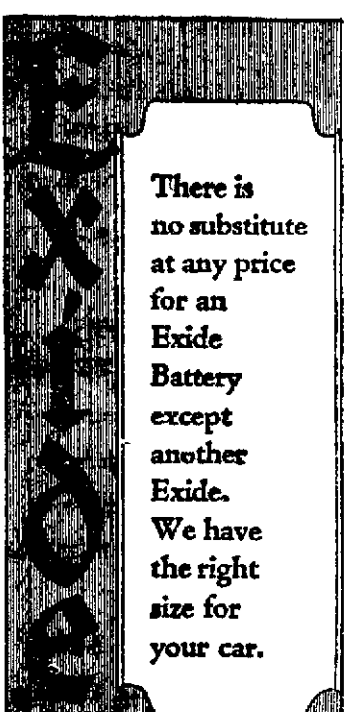 Exide
There is
no substitute
at any price
for an
Exide
Battery
except
another
Exide.
We have
the right
size for
your car.